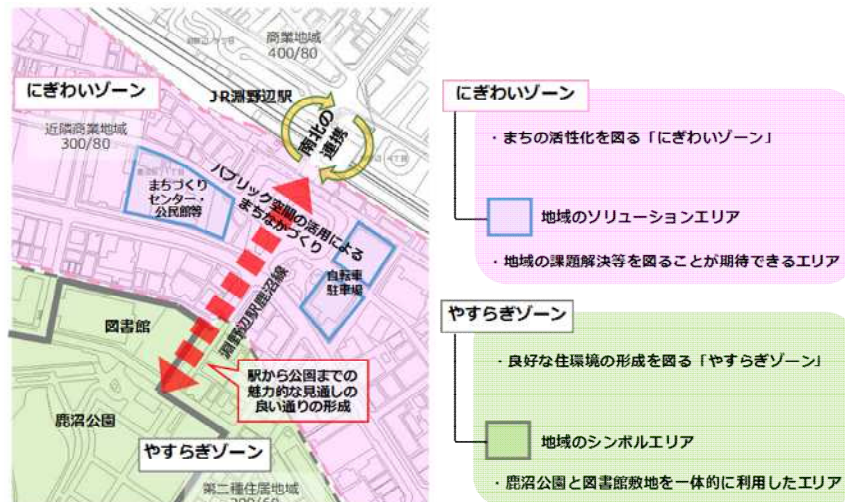 商業地域
400/80
にぎわいゾーン
JR淵野辺駅
近隣商業地域
300/80
南北の
連携
まちづくり
センター・
公民館等
パブリック空間の活用による
まちなかづくり
自転車
駐車場
淵野辺駅鹿沼線
図書館
駅から公園までの
魅力的な見通しの
良い通りの形成
鹿沼公園
やすらぎゾーン
第二種住居地域
200/60
にぎわいゾーン
・まちの活性化を図る「にぎわいゾーン」
地域のソリューションエリア
・地域の課題解決等を図ることが期待できるエリア
やすらぎゾーン
・良好な住環境の形成を図る「やすらぎゾーン」
地域のシンボルエリア
・鹿沼公園と図書館敷地を一体的に利用したエリア